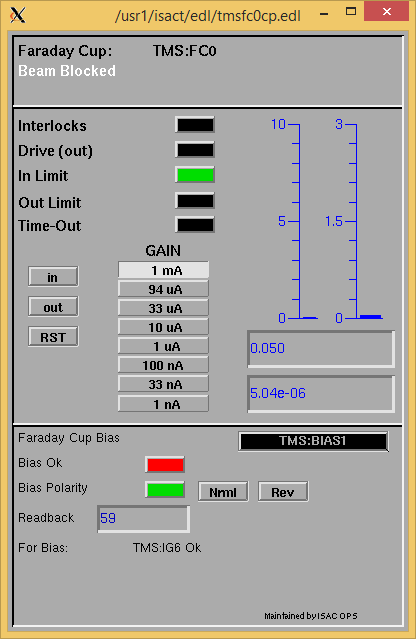 /usr1/isact/edl/tmsfc0cp.edl
Faraday Cup: TMS:FC0
Beam Blocked
Interlocks
Drive (out)
In Limit
Out Limit
Time-Out
in
out
RST
GAIN
1 mA
94 uA
33 uA
10 uA
1 uA
100 nA
33 nA
1 nA
10 3
5 1.5
0 0
0.050
5.04e-06
Faraday Cup Bias TMS:BIAS1
Bias Ok
Bias Polarity Nrml Rev
Readback 59
For Bias: TMS:IG6 Ok
Maintained by ISAC OPS